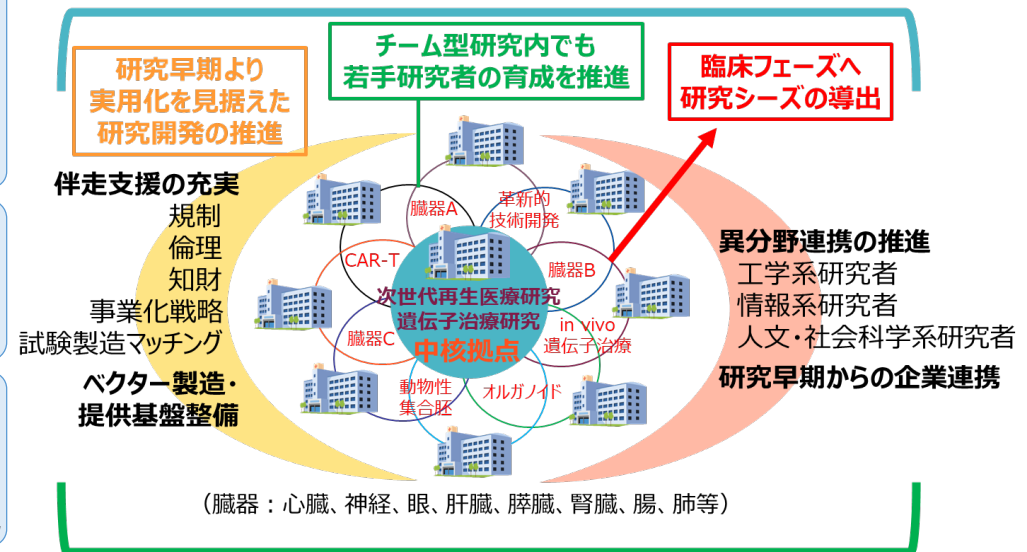 チーム型研究内でも
若手研究者の育成を推進
研究早期より
実用化を見据えた
研究開発の推進
臨床フェーズへ
研究シーズの導出
伴走支援の充実
規制
倫理
知財
事業化戦略
試験製造マッチング
ベクター製造・
提供基盤整備
臓器A
革新的
技術開発
CAR-T
臓器B
次世代再生医療研究
遺伝子治療研究
中核拠点
臓器C
in vivo
遺伝子治療
動物性
集合胚
オルガノイド
異分野連携の推進
工学系研究者
情報系研究者
人文・社会科学系研究者
研究早期からの企業連携
（臓器：心臓、神経、眼、肝臓、膵臓、腎臓、腸、肺等）